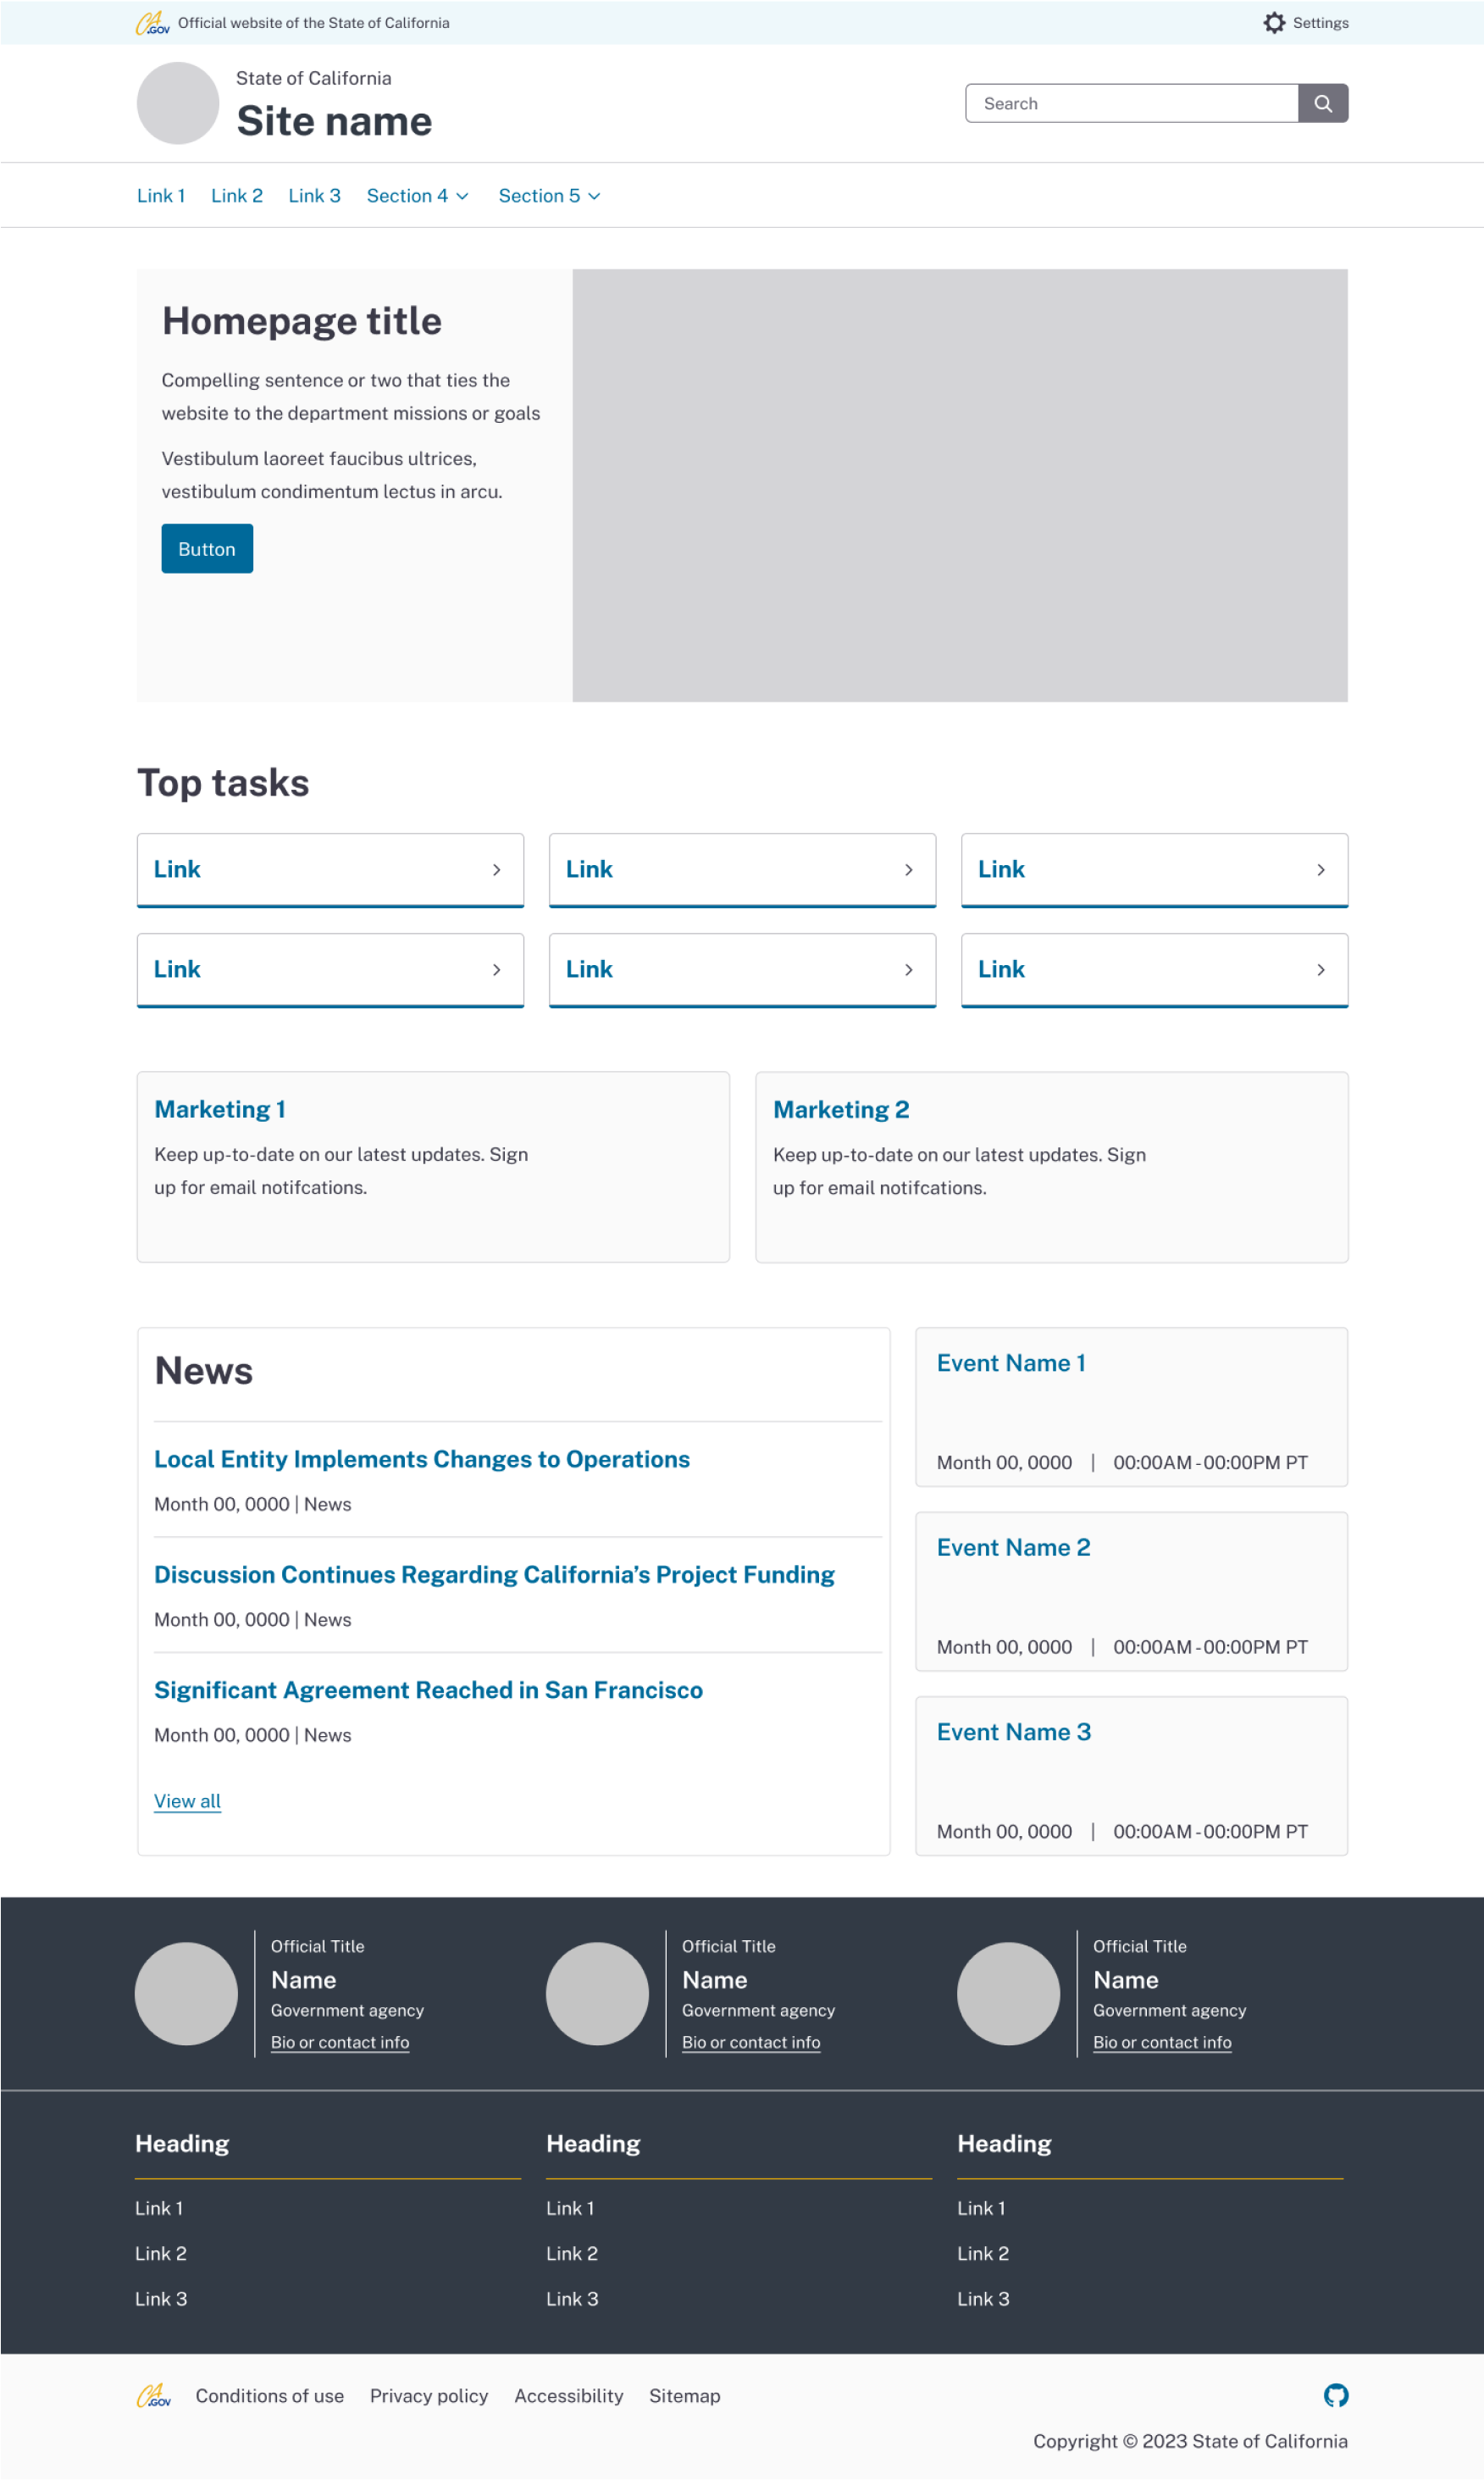 CA.GOV Official website of the State of California
Settings
State of California
Site name
Search
Link 1 Link 2 Link 3 Section 4 Section 5
Homepage title
Compelling sentence or two that ties the
website to the department missions or goals
Vestibulum laoreet faucibus ultrices,
vestibulum condimentum lectus in arcu.
Button
Top tasks
Link
Link
Link
Link
Link
Link
Marketing 1
Keep up-to-date on our latest updates. Sign
up for email notifcations.
Marketing 2
Keep up-to-date on our latest updates. Sign
up for email notifcations.
News
Local Entity Implements Changes to Operations
Month 00, 0000 | News
Discussion Continues Regarding California’s Project Funding
Month 00, 0000 | News
Significant Agreement Reached in San Francisco
Month 00, 0000 | News
View all
Event Name 1
Month 00, 0000 | 00:00AM - 00:00PM PT
Event Name 2
Month 00, 0000 | 00:00AM - 00:00PM PT
Event Name 3
Month 00, 0000 | 00:00AM - 00:00PM PT
Official Title
Name
Government agency
Bio or contact info
Official Title
Name
Government agency
Bio or contact info
Official Title
Name
Government agency
Bio or contact info
Heading
Link 1
Link 2
Link 3
Heading
Link 1
Link 2
Link 3
Heading
Link 1
Link 2
Link 3
CA.GOV Conditions of use Privacy policy Accessibility Sitemap
Copyright © 2023 State of California